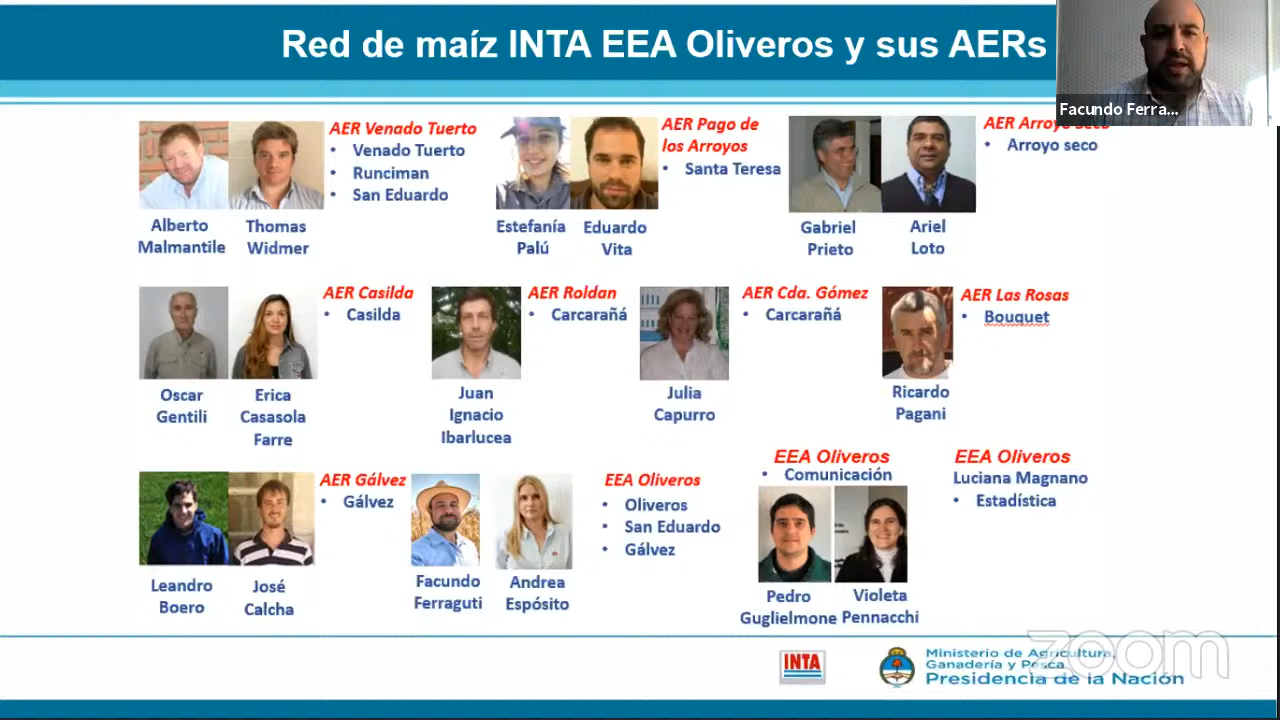 Red de maíz INTA EEA Oliveros y sus AERs
Facundo Ferra...
AER Venado Tuerto
• Venado Tuerto
• Runciman
• San Eduardo
Alberto
Malmantile
Thomas
Widmer
AER Pago de
los Arroyos
• Santa Teresa
Estefanía
Palú
Eduardo
Vita
AER Arroyo seco
• Arroyo seco
Gabriel
Prieto
Ariel
Loto
AER Casilda
• Casilda
Oscar
Gentili
Erica
Casasola
Farre
AER Roldan
• Carcarañá
Juan
Ignacio
Ibarlucea
AER Cda. Gómez
• Carcarañá
Julia
Capurro
AER Las Rosas
• Bouquet
Ricardo
Pagani
AER Gálvez
• Gálvez
Leandro
Boero
José
Calcha
EEA Oliveros
• Oliveros
• San Eduardo
• Gálvez
Facundo
Ferraguti
Andrea
Espósito
EEA Oliveros
• Comunicación
Pedro
Guglielmone
Violeta
Pennacchi
EEA Oliveros
Luciana Magnano
• Estadística
INTA
Ministerio de Agricultura,
Ganadería y Pesca
Presidencia de la Nación
zoom